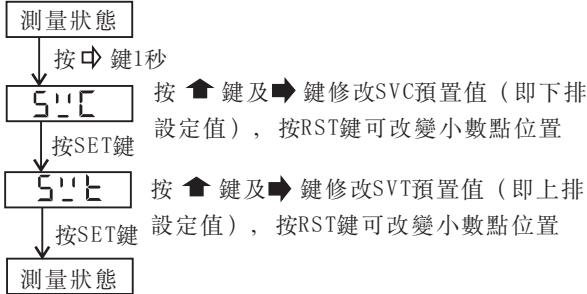 測量狀態
按 ⇨ 鍵1秒
SVC
按 ⬆ 鍵及➡ 鍵修改SVC預置值（即下排
設定值）, 按RST鍵可改變小數點位置
按SET鍵
SVt
按 ⬆ 鍵及➡ 鍵修改SVT預置值（即上排
設定值）, 按RST鍵可改變小數點位置
按SET鍵
測量狀態